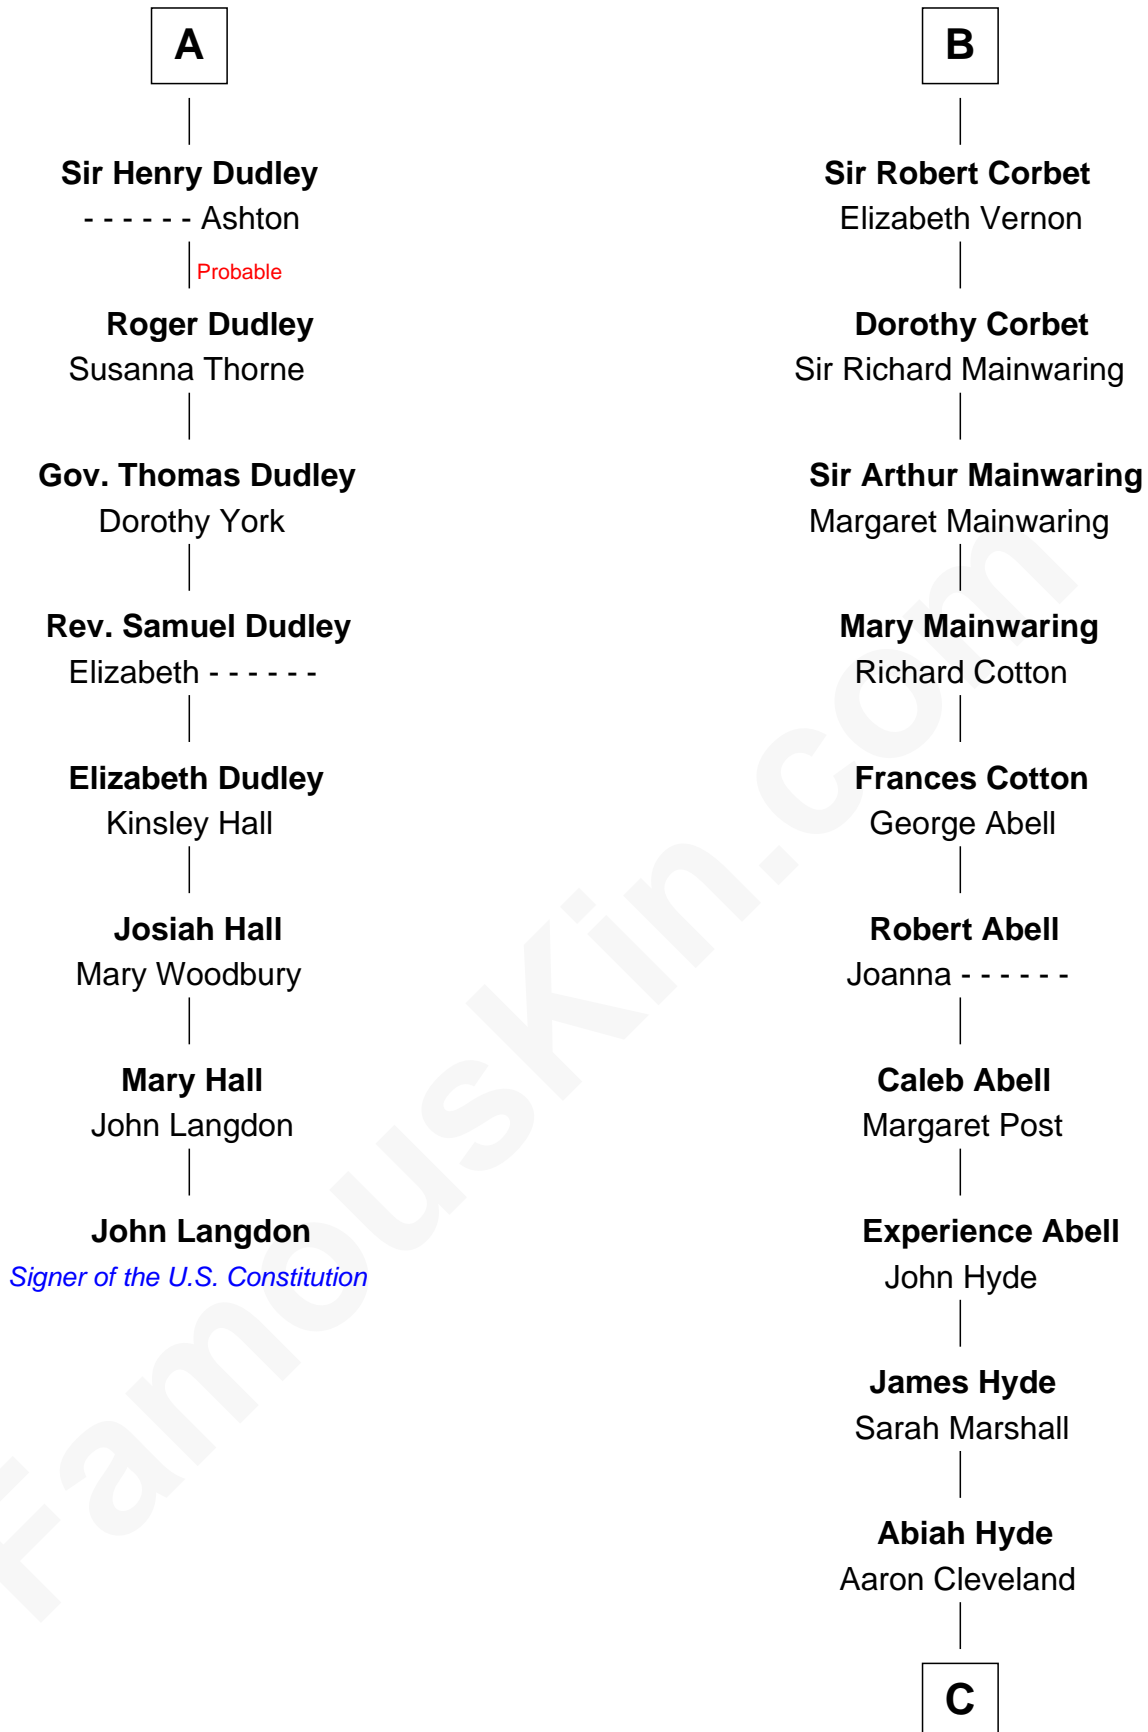 A
Sir Henry Dudley
- - - - - - Ashton
Probable
Roger Dudley
Susanna Thorne
Gov. Thomas Dudley
Dorothy York
Rev. Samuel Dudley
Elizabeth - - - - - -
Elizabeth Dudley
Kinsley Hall
Josiah Hall
Mary Woodbury
Mary Hall
John Langdon
John Langdon
Signer of the U.S. Constitution
B
Sir Robert Corbet
Elizabeth Vernon
Dorothy Corbet
Sir Richard Mainwaring
Sir Arthur Mainwaring
Margaret Mainwaring
Mary Mainwaring
Richard Cotton
Frances Cotton
George Abell
Robert Abell
Joanna - - - - - -
Caleb Abell
Margaret Post
Experience Abell
John Hyde
James Hyde
Sarah Marshall
Abiah Hyde
Aaron Cleveland
C
FamousKin.com